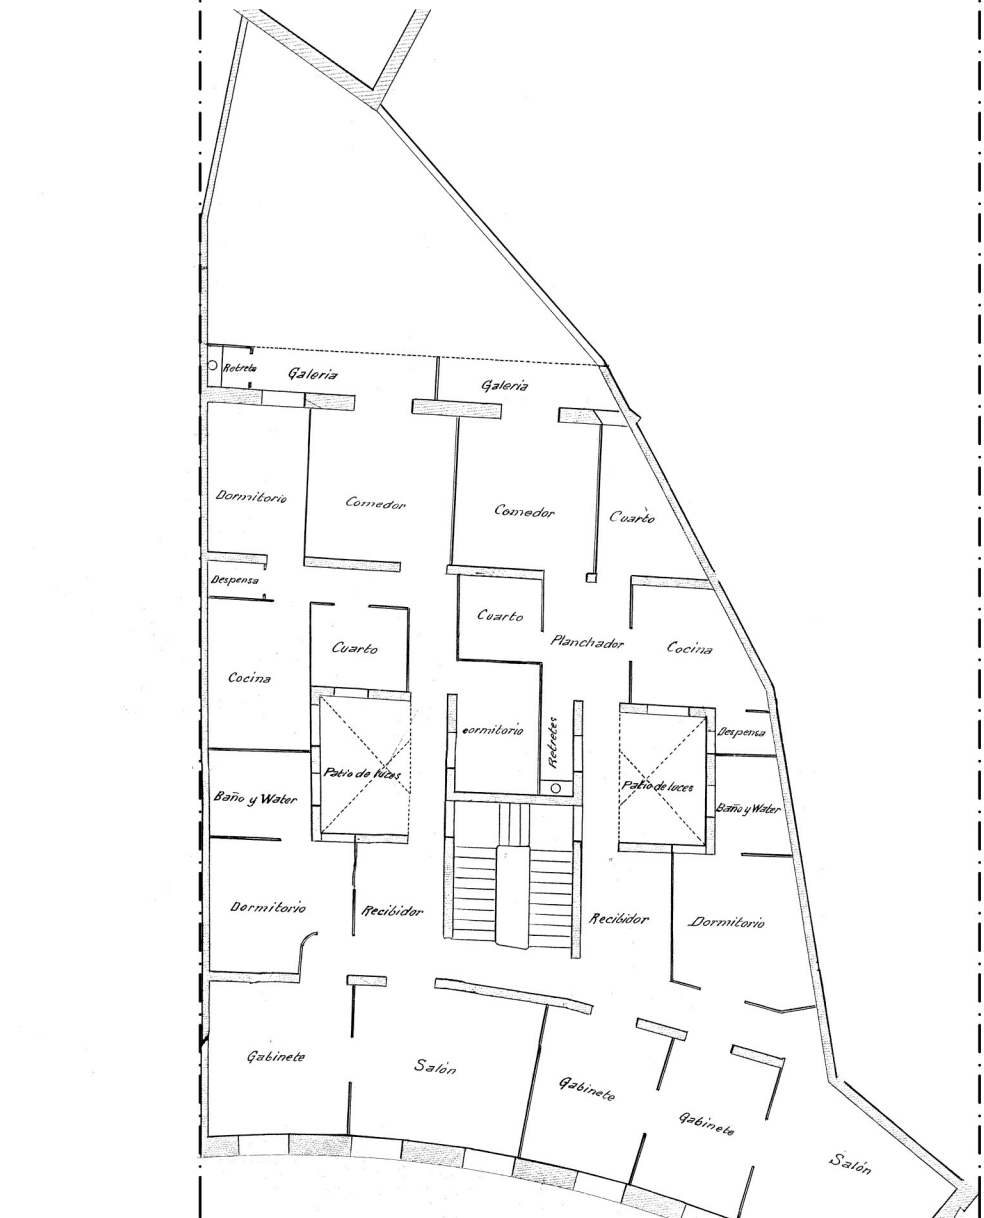 Retrete
Galeria
Galeria
Dormitorio
Comedor
Comedor
Cuarto
Despensa
Cuarto
Planchador
Cocina
Cuarto
Cocina
Dormitorio
Retretes
Despensa
Patio de luces
Patio de luces
Baño y Water
Baño y Water
Dormitorio
Recibidor
Recibidor
Dormitorio
Gabinete
Salón
Gabinete
Gabinete
Salón